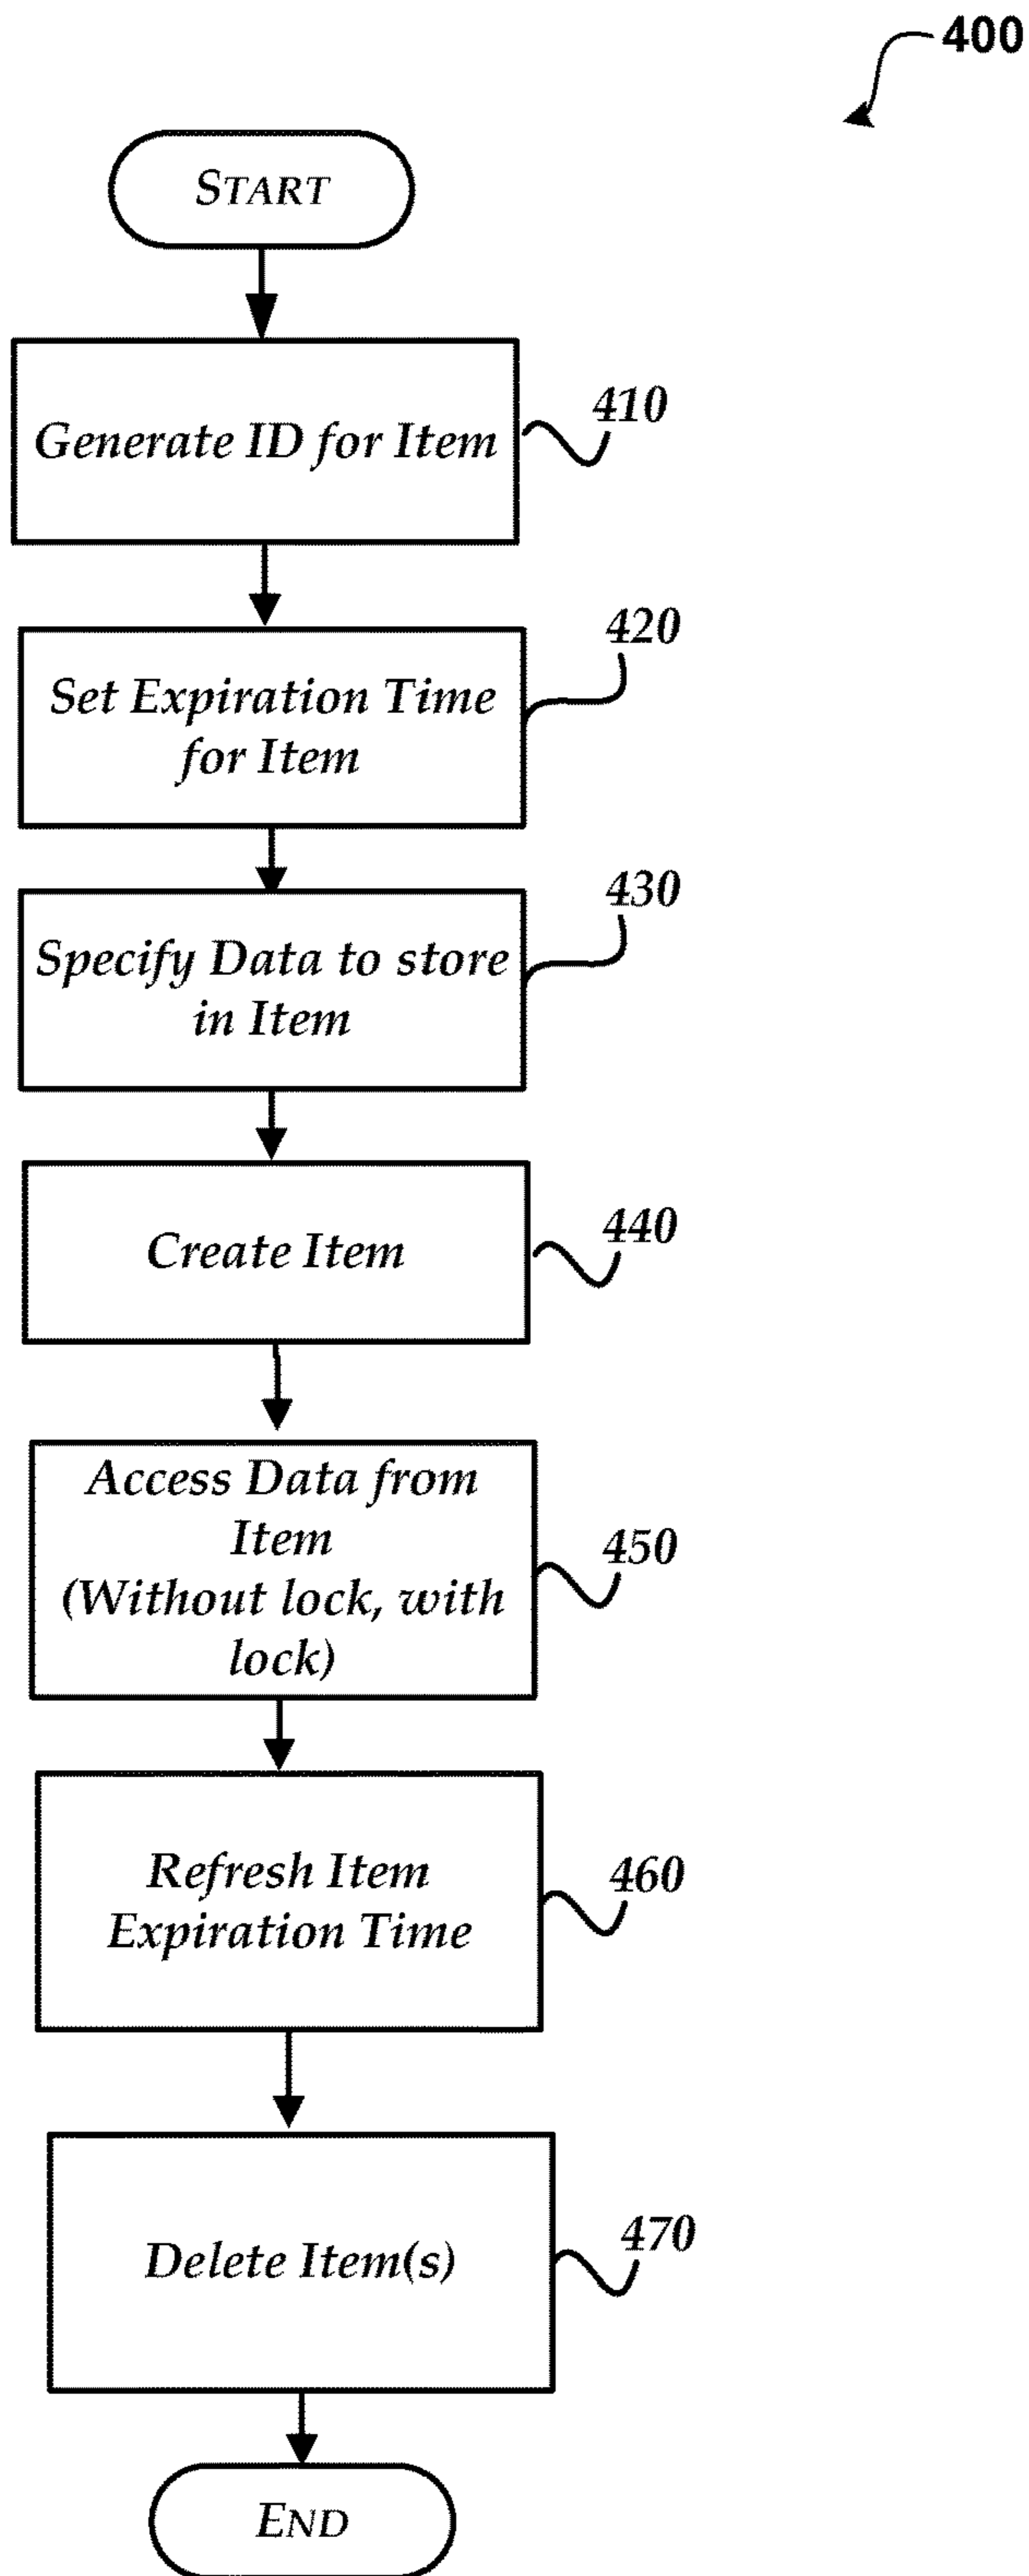 400
START
Generate ID for Item
410
Set Expiration Time
for Item
420
Specify Data to store
in Item
430
Create Item
440
Access Data from
Item
(Without lock, with
lock)
450
Refresh Item
Expiration Time
460
Delete Item(s)
470
END